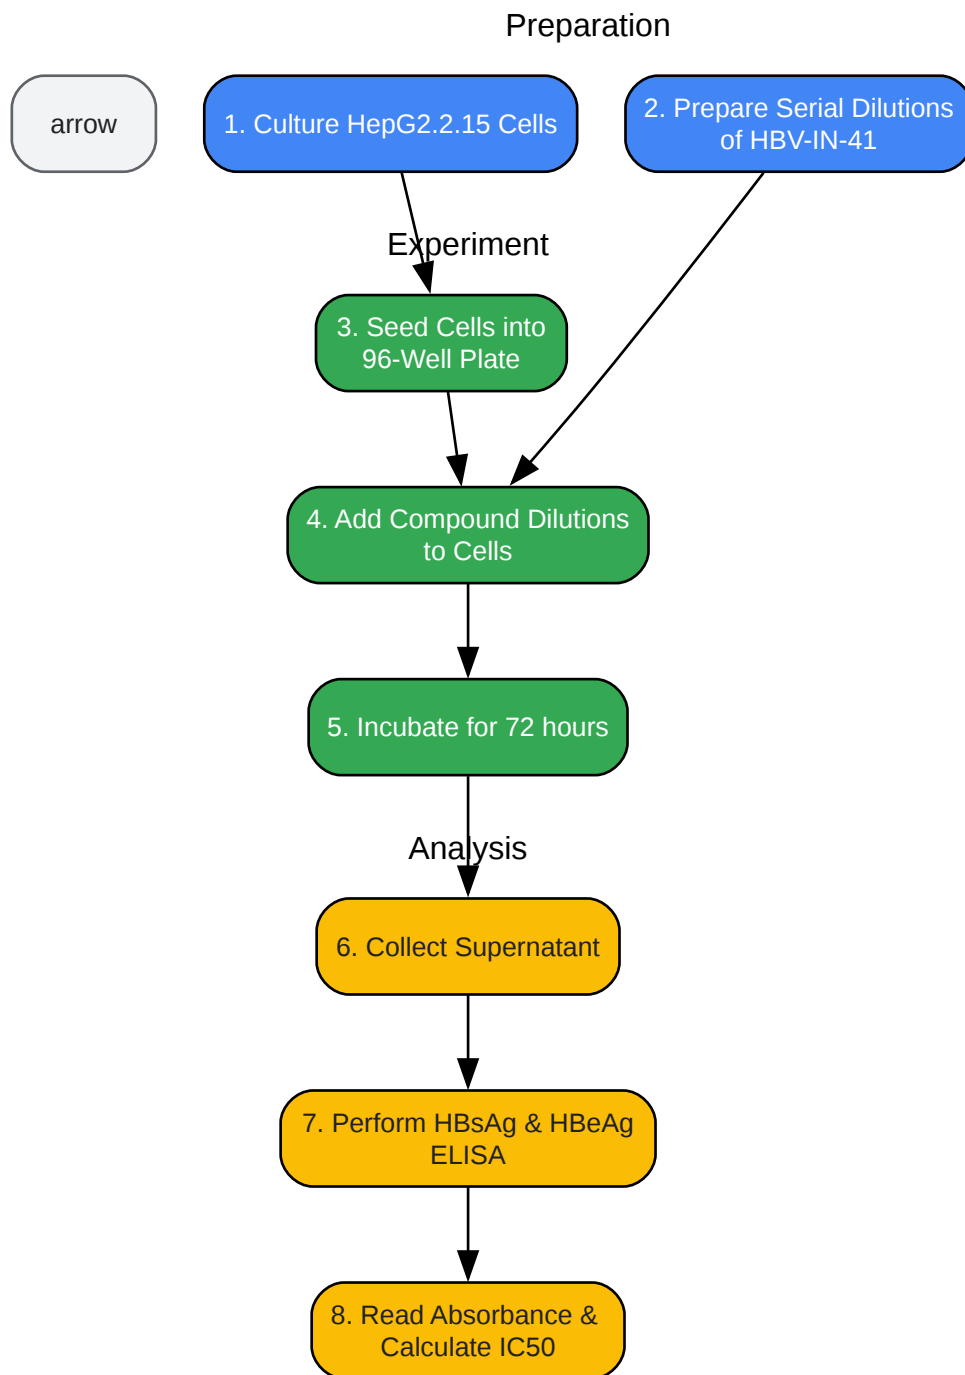 Preparation
arrow
1. Culture HepG2.2.15 Cells
2. Prepare Serial Dilutions
of HBV-IN-41
Experiment
3. Seed Cells into
96-Well Plate
4. Add Compound Dilutions
to Cells
5. Incubate for 72 hours
Analysis
6. Collect Supernatant
7. Perform HBsAg & HBeAg
ELISA
8. Read Absorbance &
Calculate IC50